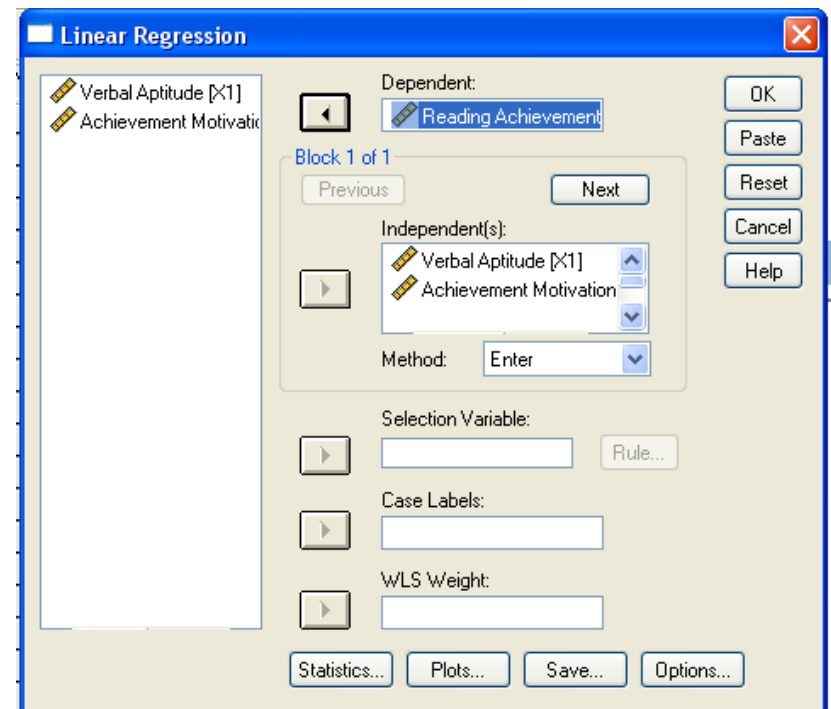 Linear Regression
Verbal Aptitude [X1]
Achievement Motivatic
Dependent:
Reading Achievement
Block 1 of 1
Previous
Next
Independent(s):
Verbal Aptitude [X1]
Achievement Motivation
Method:
Enter
Selection Variable:
Rule...
Case Labels:
WLS Weight:
Statistics...
Plots...
Save...
Options...
OK
Paste
Reset
Cancel
Help